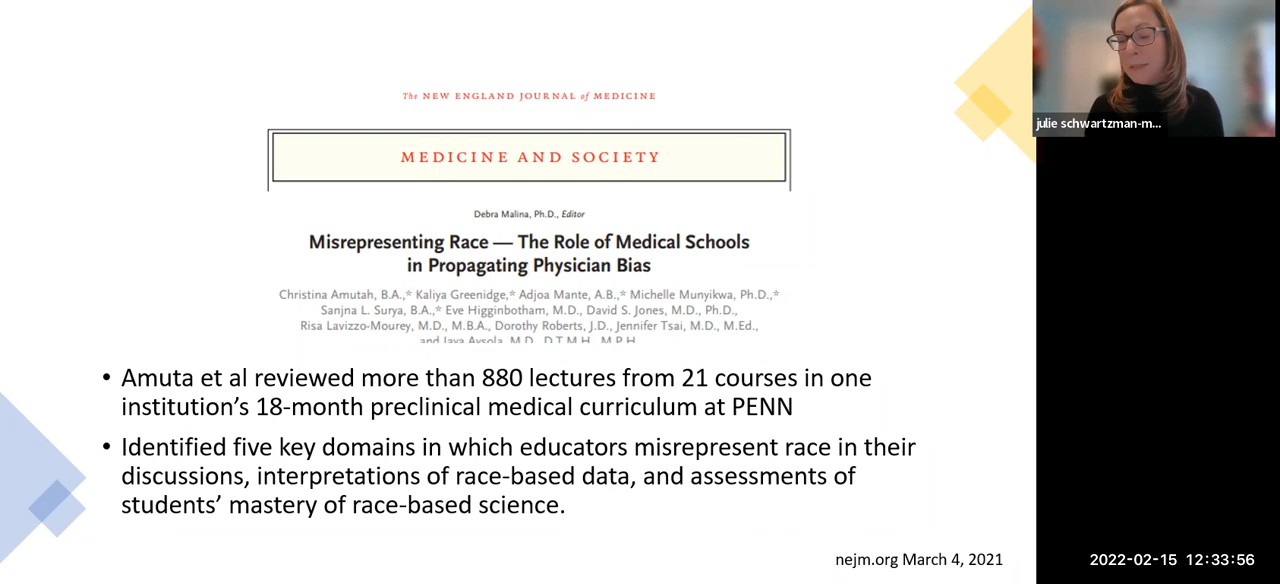 The NEW ENGLAND JOURNAL of MEDICINE
MEDICINE AND SOCIETY
Debra Malina, Ph.D., Editor
Misrepresenting Race — The Role of Medical Schools
in Propagating Physician Bias
Christina Amutah, B.A.,* Kaliya Greenidge,* Adjoa Mante, A.B.,* Michelle Munyikwa, Ph.D.,*
Sanjna L. Surya, B.A.,* Eve Higginbotham, M.D., David S. Jones, M.D., Ph.D.,
Risa Lavizzo-Mourey, M.D., M.B.A., Dorothy Roberts, J.D., Jennifer Tsai, M.D., M.Ed.,
and Jaya Aysola, M.D., D.T.M.H., M.P.H.
• Amuta et al reviewed more than 880 lectures from 21 courses in one
institution’s 18-month preclinical medical curriculum at PENN
• Identified five key domains in which educators misrepresent race in their
discussions, interpretations of race-based data, and assessments of
students’ mastery of race-based science.
nejm.org March 4, 2021
julie schwartzman-m...
2022-02-15 12:33:56